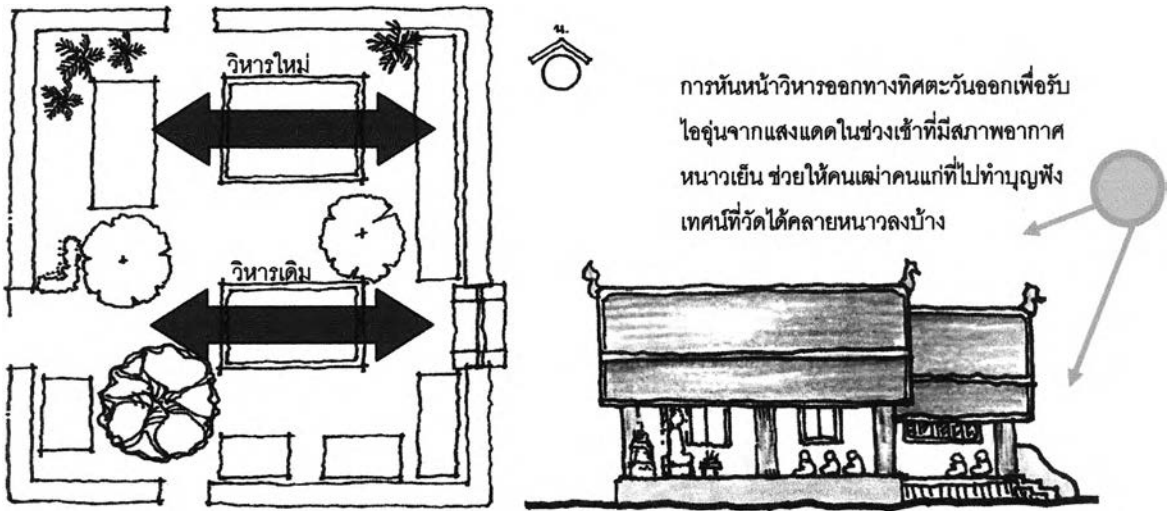 วิหารใหม่
วิหารเดิม
น.
การหันหน้าวิหารออกทางทิศตะวันออกเพื่อรับ
ไออุ่นจากแสงแดดในช่วงเช้าที่มีสภาพอากาศ
หนาวเย็น ช่วยให้คนเฒ่าคนแก่ที่ไปทำบุญฟัง
เทศน์ที่วัดได้คลายหนาวลงบ้าง